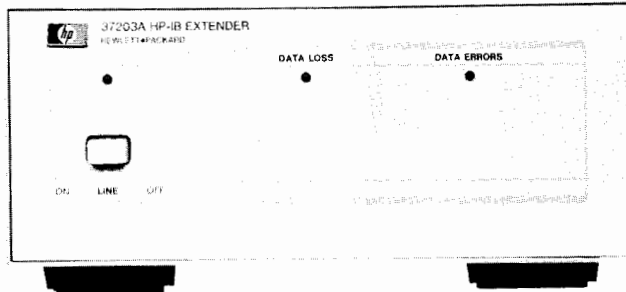 hp
37203A HP-IB EXTENDER
HEWLETT•PACKARD
DATA LOSS
DATA ERRORS
ON LINE OFF